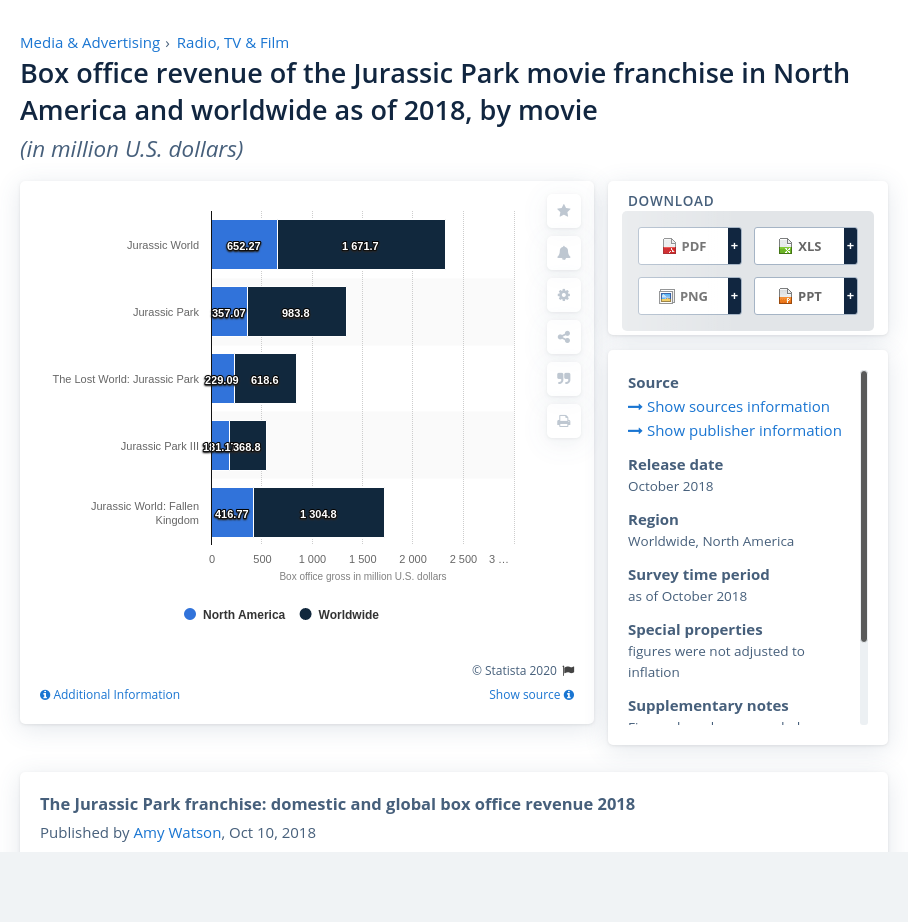 Media & Advertising › Radio, TV & Film
Box office revenue of the Jurassic Park movie franchise in North
America and worldwide as of 2018, by movie
(in million U.S. dollars)
Jurassic World
652.27
1 671.7
Jurassic Park
357.07
983.8
The Lost World: Jurassic Park
229.09
618.6
Jurassic Park III
368.8
Jurassic World: Fallen
Kingdom
416.77
1 304.8
0 500 1 000 1 500 2 000 2 500 3 ...
Box office gross in million U.S. dollars
North America Worldwide
© Statista 2020
Additional Information
Show source
DOWNLOAD
PDF +
XLS +
PNG +
PPT +
Source
Show sources information
Show publisher information
Release date
October 2018
Region
Worldwide, North America
Survey time period
as of October 2018
Special properties
figures were not adjusted to
inflation
Supplementary notes
The Jurassic Park franchise: domestic and global box office revenue 2018
Published by Amy Watson, Oct 10, 2018